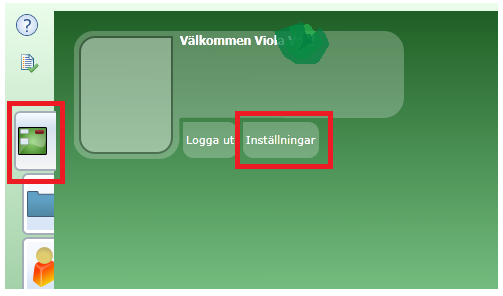 ?
Välkommen Viola
Logga ut
Inställningar